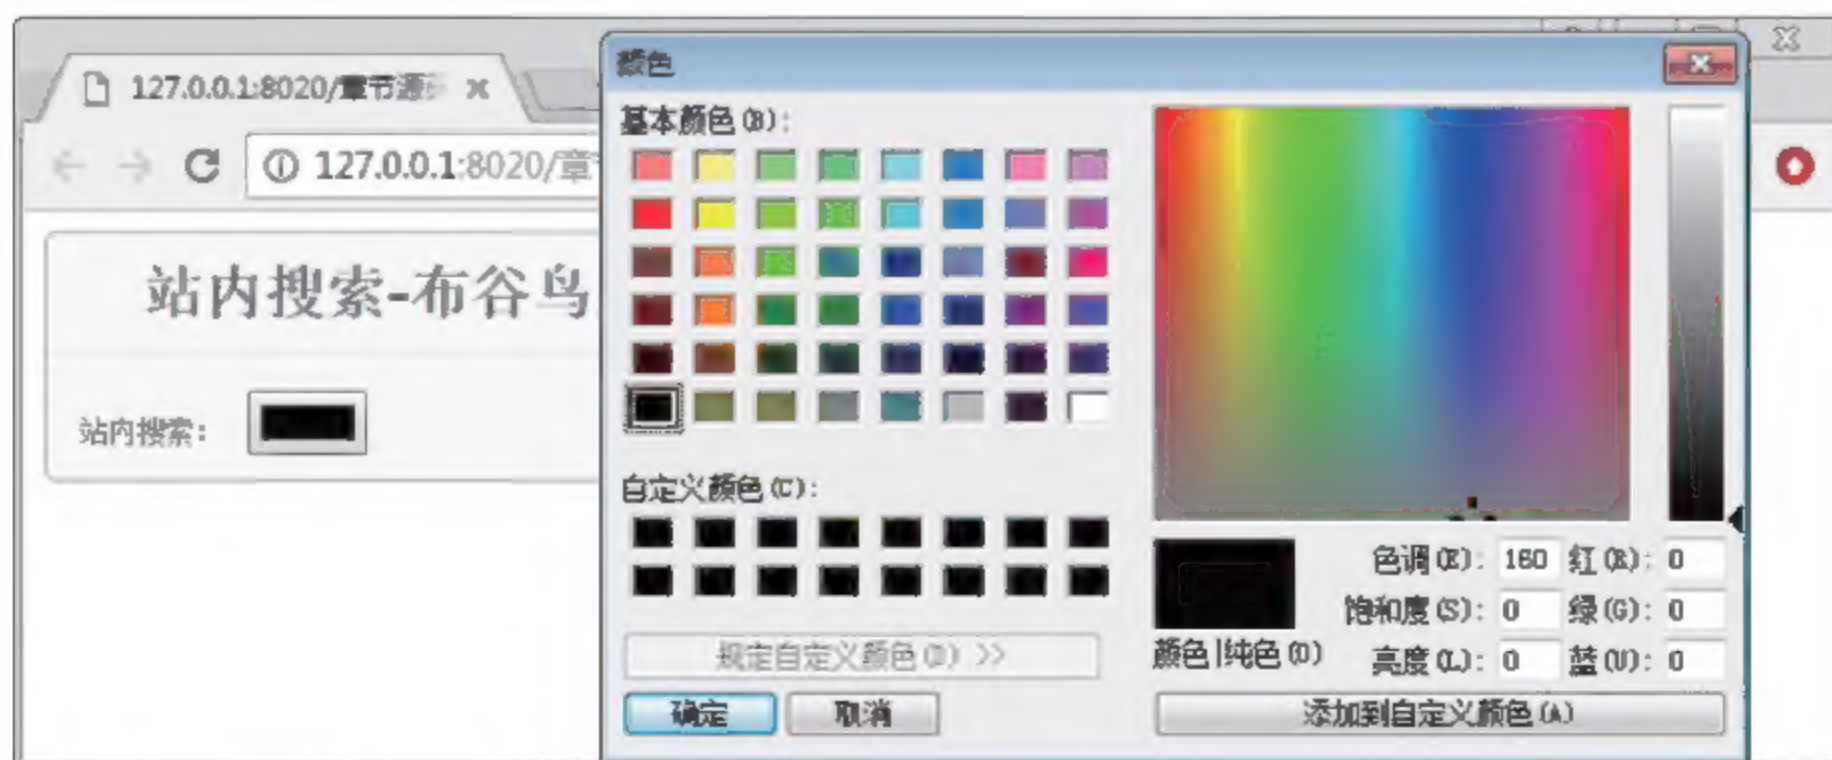 颜色
127.0.0.1:8020/章节源
基本颜色(B):
127.0.0.1:8020/章
站内搜索-布谷鸟
站内搜索:
自定义颜色(C):
色调(E): 160 红(R): 0
饱和度(S): 0 绿(G): 0
颜色|纯色(O) 亮度(L): 0 蓝(U): 0
规定自定义颜色(D) >>
确定 取消 添加到自定义颜色(A)